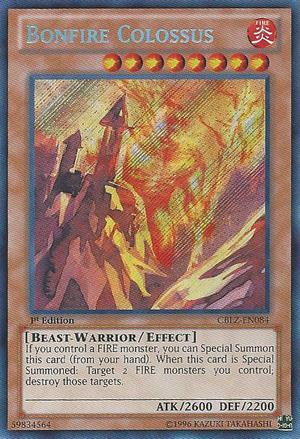 BONFIRE COLOSSUS
FIRE
炎
1st Edition
CBLZ-EN084
[BEAST-WARRIOR/EFFECT]
If you control a FIRE monster, you can Special Summon
this card (from your hand). When this card is Special
Summoned: Target 2 FIRE monsters you control;
destroy those targets.
ATK/2600 DEF/2200
59834564
©1996 KAZUKI TAKAHASHI